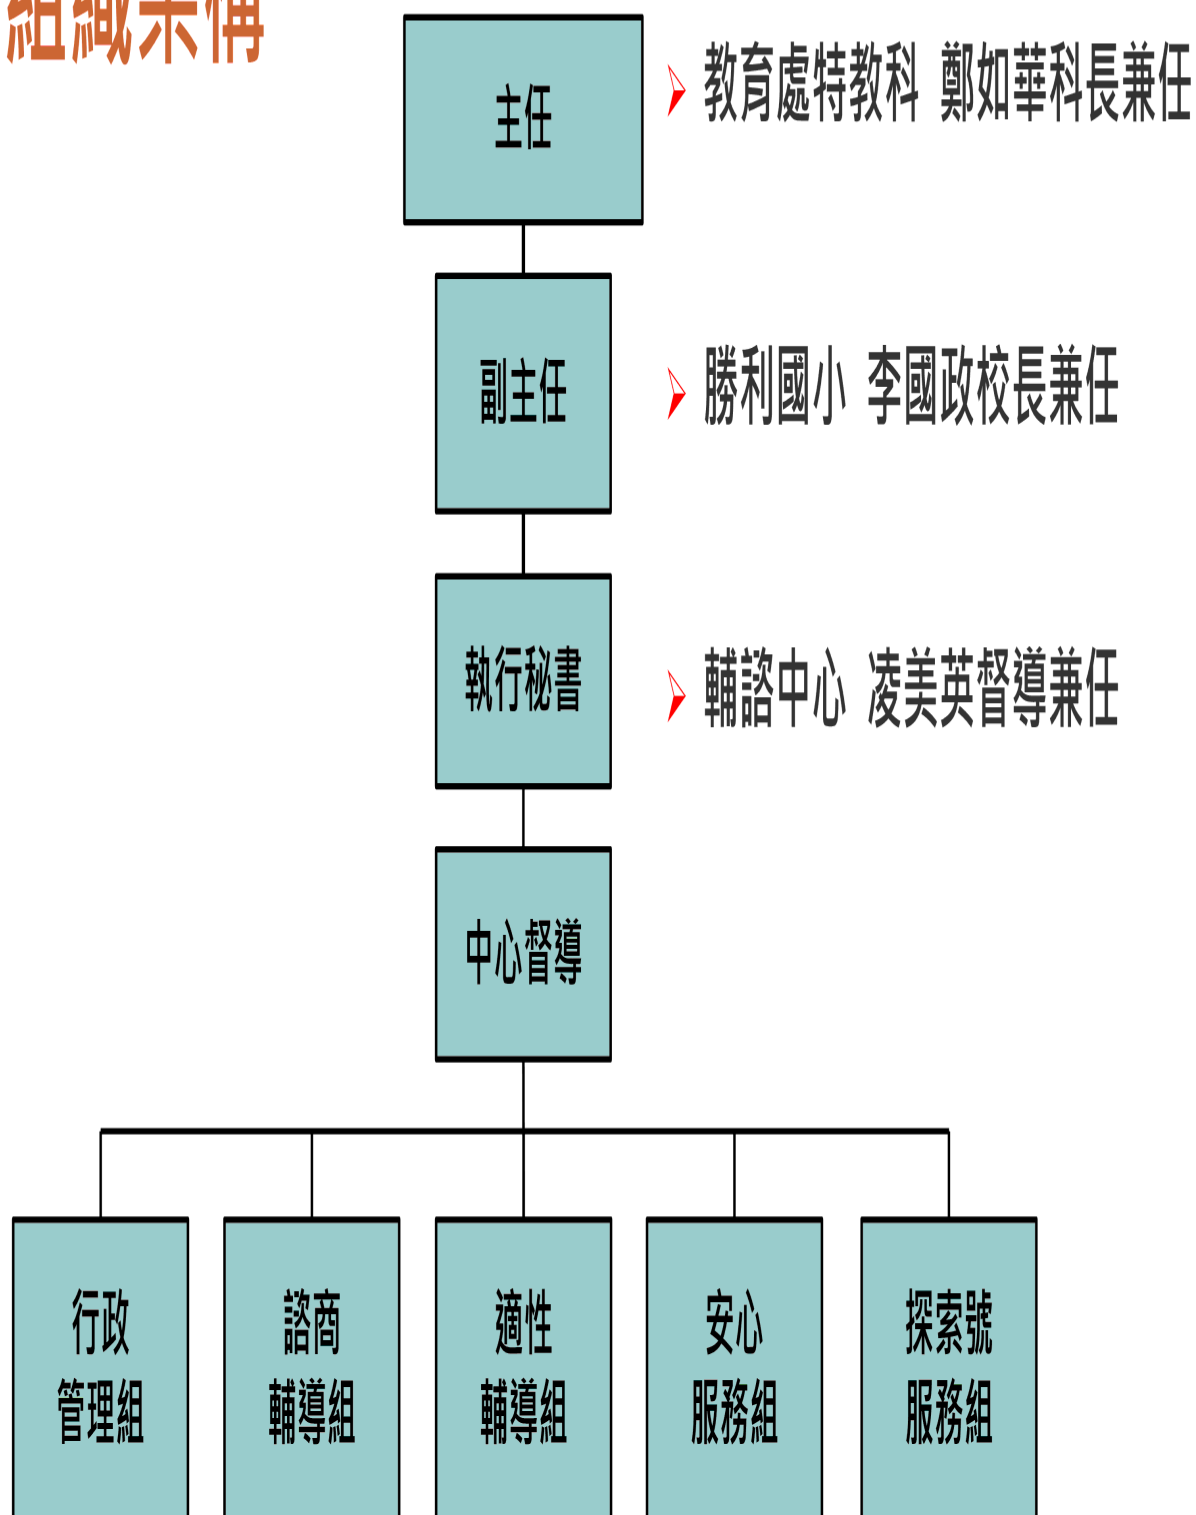 組織架構
主任
教育處特教科 鄭如華科長兼任
副主任
勝利國小 李國政校長兼任
執行秘書
輔諮中心 凌美英督導兼任
中心督導
行政
管理組
諮商
輔導組
適性
輔導組
安心
服務組
探索號
服務組